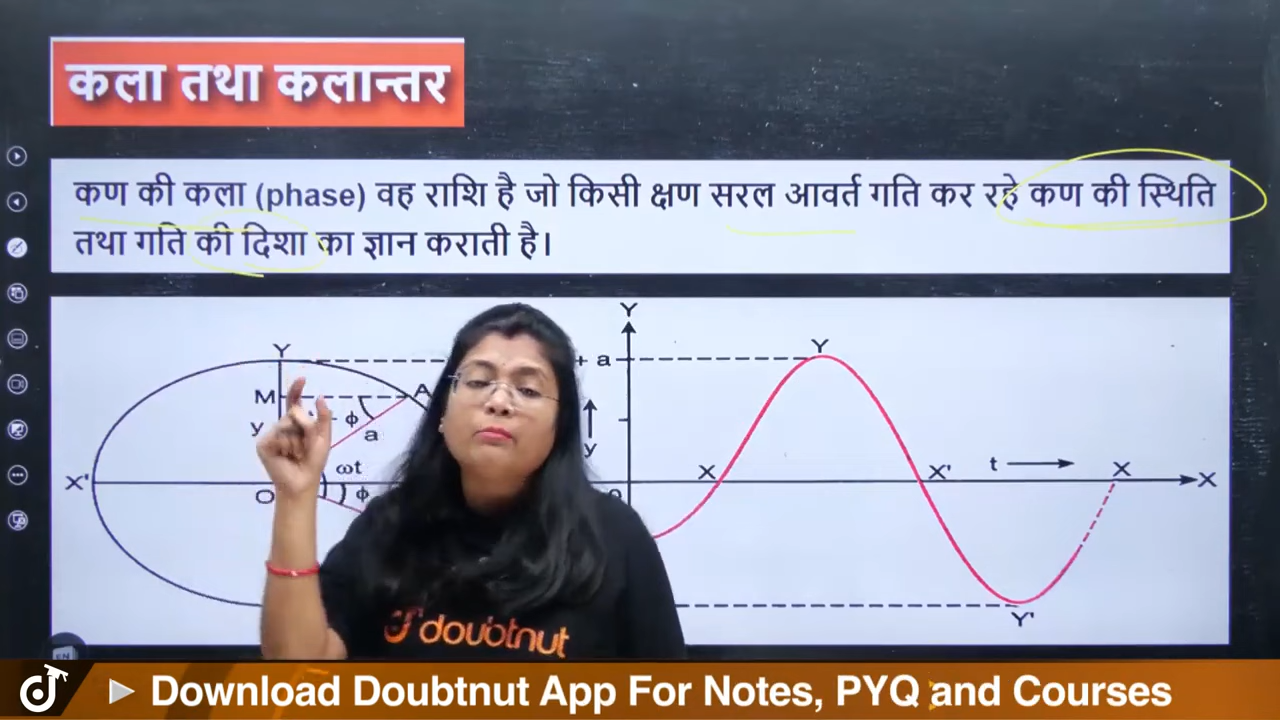 कला तथा कलान्तर
कण की कला (phase) वह राशि है जो किसी क्षण सरल आवर्त गति कर रहे कण की स्थिति
तथा गति की दिशा का ज्ञान कराती है।
Y
Y
+ a
Y
M
A
ϕ
a
y
y
ωt
X'
O
ϕ
X
X'
t
X
X
Y'
doubtnut
EN
Download Doubtnut App For Notes, PYQ and Courses